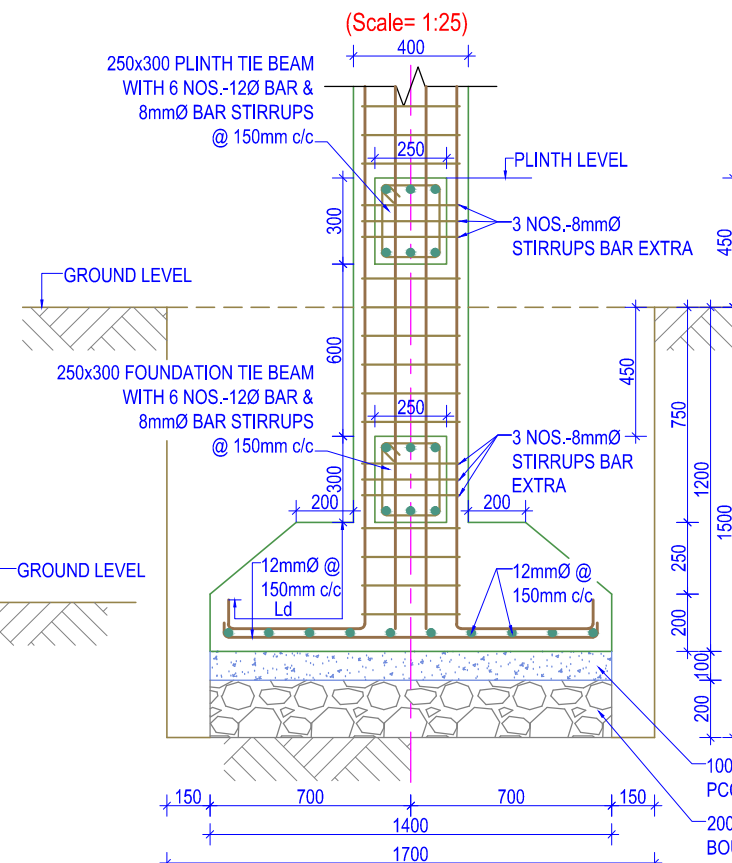 (Scale= 1:25)
400
250x300 PLINTH TIE BEAM
WITH 6 NOS.-12Ø BAR &
8mmØ BAR STIRRUPS
@ 150mm c/c
250
PLINTH LEVEL
300
3 NOS.-8mmØ
STIRRUPS BAR EXTRA
450
GROUND LEVEL
600
250x300 FOUNDATION TIE BEAM
WITH 6 NOS.-12Ø BAR &
8mmØ BAR STIRRUPS
@ 150mm c/c
250
450
750
3 NOS.-8mmØ
STIRRUPS BAR
EXTRA
300
1200
1500
200
200
GROUND LEVEL
12mmØ @
150mm c/c
Ld
12mmØ @
150mm c/c
250
200
100
200
100
PCC
200
BOU
150
700
700
150
1400
1700